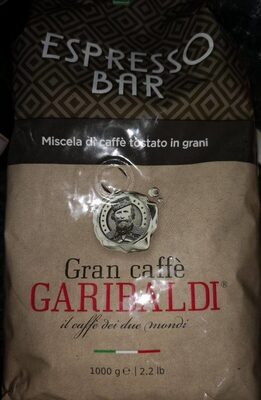 ESPRESSO
BAR
Miscela di caffè tostato in grani
Gran caffè
GARIBALDI®
il caffè dei due mondi
1000 g e | 2.2 lb